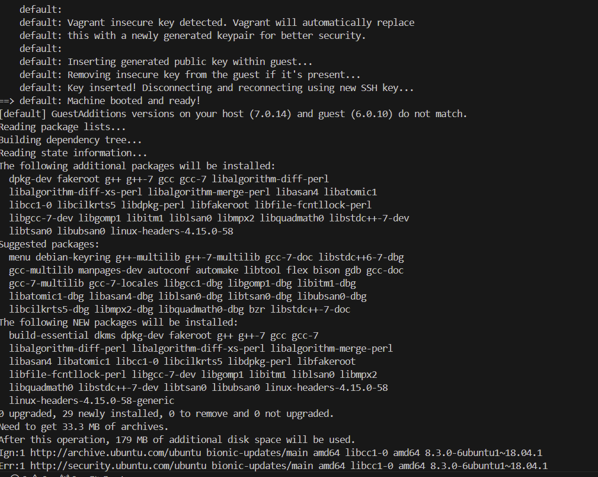 default:
default: Vagrant insecure key detected. Vagrant will automatically replace
default: this with a newly generated keypair for better security.
default:
default: Inserting generated public key within guest...
default: Removing insecure key from the guest if it's present...
default: Key inserted! Disconnecting and reconnecting using new SSH key...
==> default: Machine booted and ready!
[default] GuestAdditions versions on your host (7.0.14) and guest (6.0.10) do not match.
Reading package lists...
Building dependency tree...
Reading state information...
The following additional packages will be installed:
dpkg-dev fakeroot g++ g++-7 gcc gcc-7 libalgorithm-diff-perl
libalgorithm-diff-xs-perl libalgorithm-merge-perl libasan4 libatomic1
libcc1-0 libcilkrts5 libdpkg-perl libfakeroot libfile-fcntllock-perl
libgcc-7-dev libgomp1 libitm1 liblsan0 libmpx2 libquadmath0 libstdc++-7-dev
libtsan0 libubsan0 linux-headers-4.15.0-58
Suggested packages:
menu debian-keyring g++-multilib g++-7-multilib gcc-7-doc libstdc++6-7-dbg
gcc-multilib manpages-dev autoconf automake libtool flex bison gdb gcc-doc
gcc-7-multilib gcc-7-locales libgcc1-dbg libgomp1-dbg libitm1-dbg
libatomic1-dbg libasan4-dbg liblsan0-dbg libtsan0-dbg libubsan0-dbg
libcilkrts5-dbg libmpx2-dbg libquadmath0-dbg bzr libstdc++-7-doc
The following NEW packages will be installed:
build-essential dkms dpkg-dev fakeroot g++ g++-7 gcc gcc-7
libalgorithm-diff-perl libalgorithm-diff-xs-perl libalgorithm-merge-perl
libasan4 libatomic1 libcc1-0 libcilkrts5 libdpkg-perl libfakeroot
libfile-fcntllock-perl libgcc-7-dev libgomp1 libitm1 liblsan0 libmpx2
libquadmath0 libstdc++-7-dev libtsan0 libubsan0 linux-headers-4.15.0-58
linux-headers-4.15.0-58-generic
0 upgraded, 29 newly installed, 0 to remove and 0 not upgraded.
Need to get 33.3 MB of archives.
After this operation, 179 MB of additional disk space will be used.
Ign:1 http://archive.ubuntu.com/ubuntu bionic-updates/main amd64 libcc1-0 amd64 8.3.0-6ubuntu1~18.04.1
Err:1 http://security.ubuntu.com/ubuntu bionic-updates/main amd64 libcc1-0 amd64 8.3.0-6ubuntu1~18.04.1